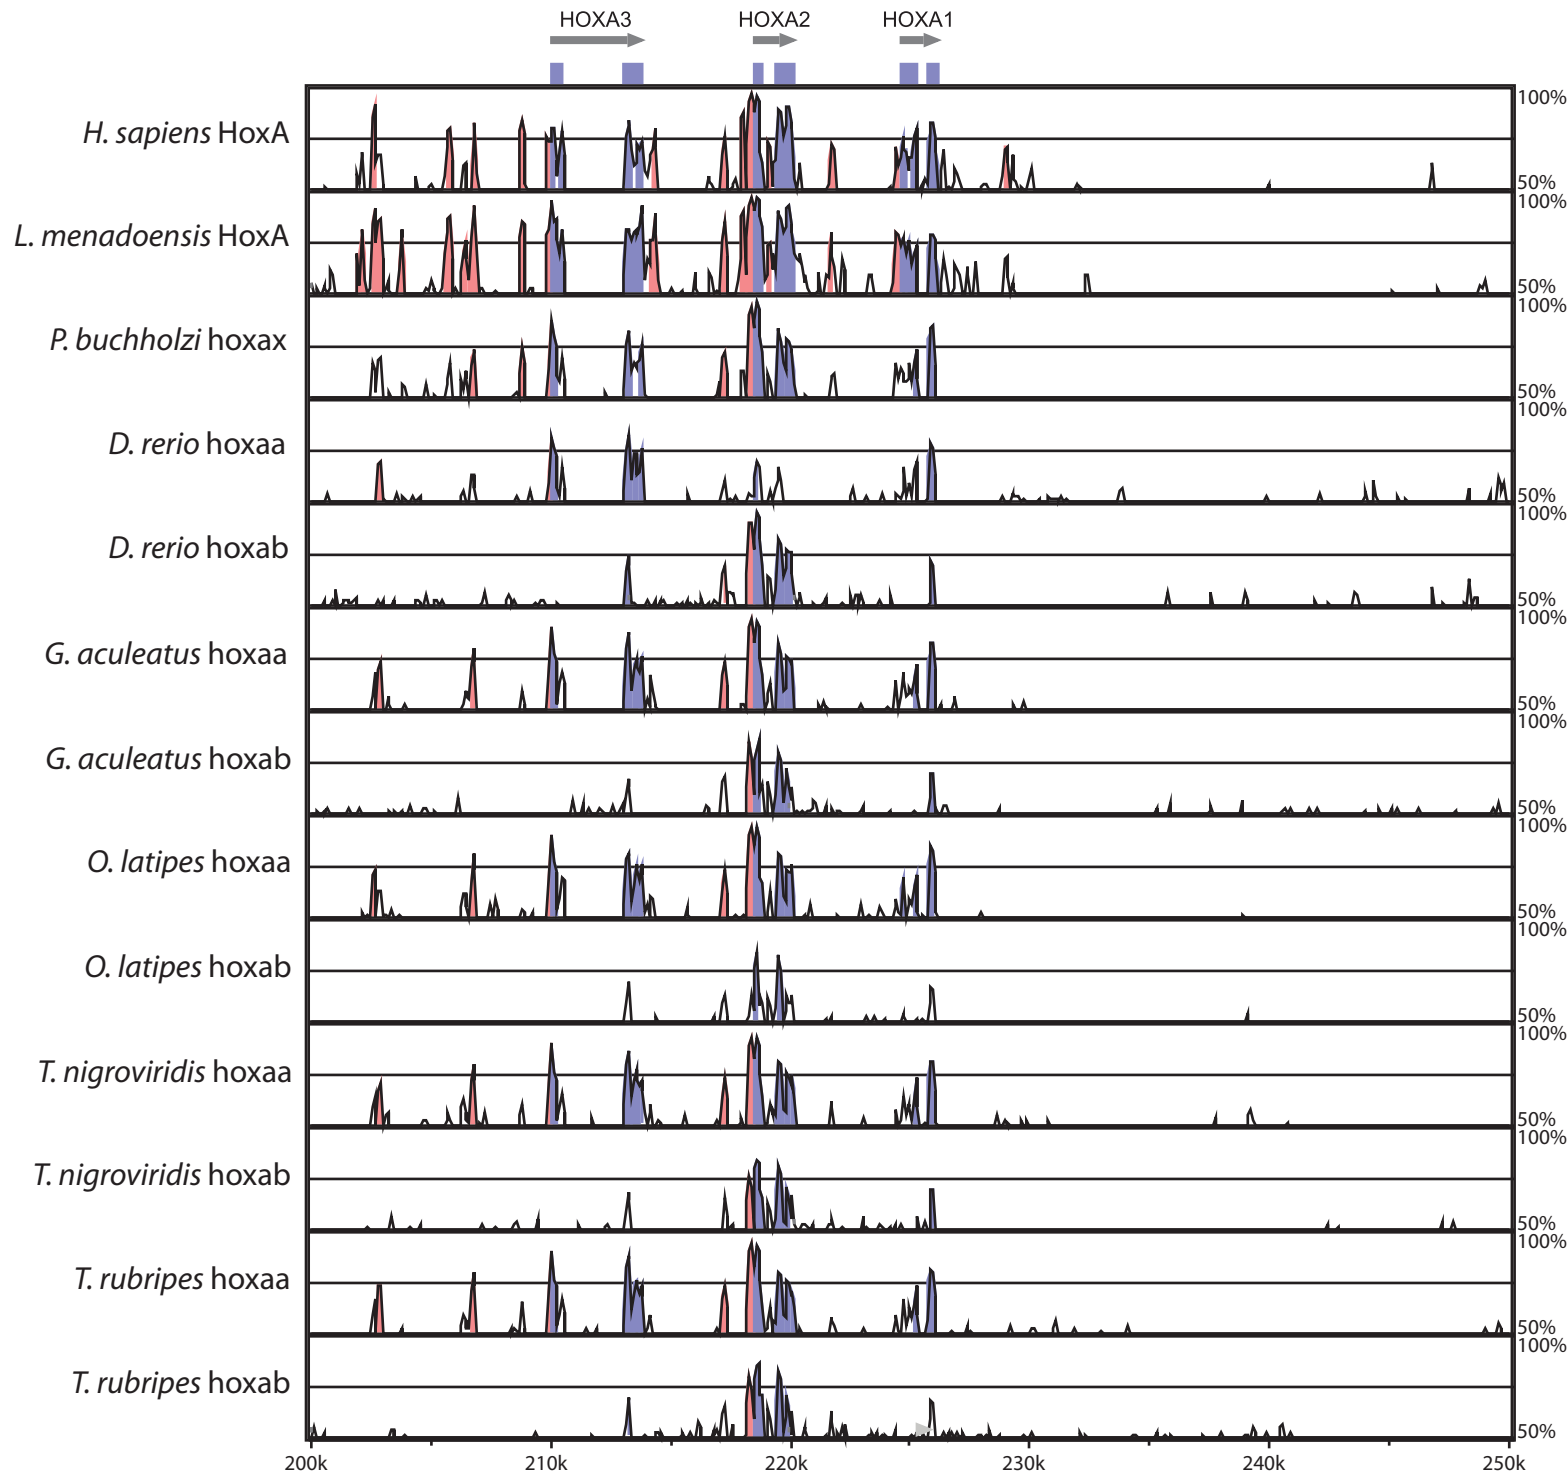 HOXA3 HOXA2 HOXA1
H. sapiens HoxA 100%
50%
L. menadoensis HoxA 100%
50%
P. buchholzi hoxax 100%
50%
D. rerio hoxaa 100%
50%
D. rerio hoxab 100%
50%
G. aculeatus hoxaa 100%
50%
G. aculeatus hoxab 100%
50%
O. latipes hoxaa 100%
50%
O. latipes hoxab 100%
50%
T. nigroviridis hoxaa 100%
50%
T. nigroviridis hoxab 100%
50%
T. rubripes hoxaa 100%
50%
T. rubripes hoxab 100%
50%
200k 210k 220k 230k 240k 250k